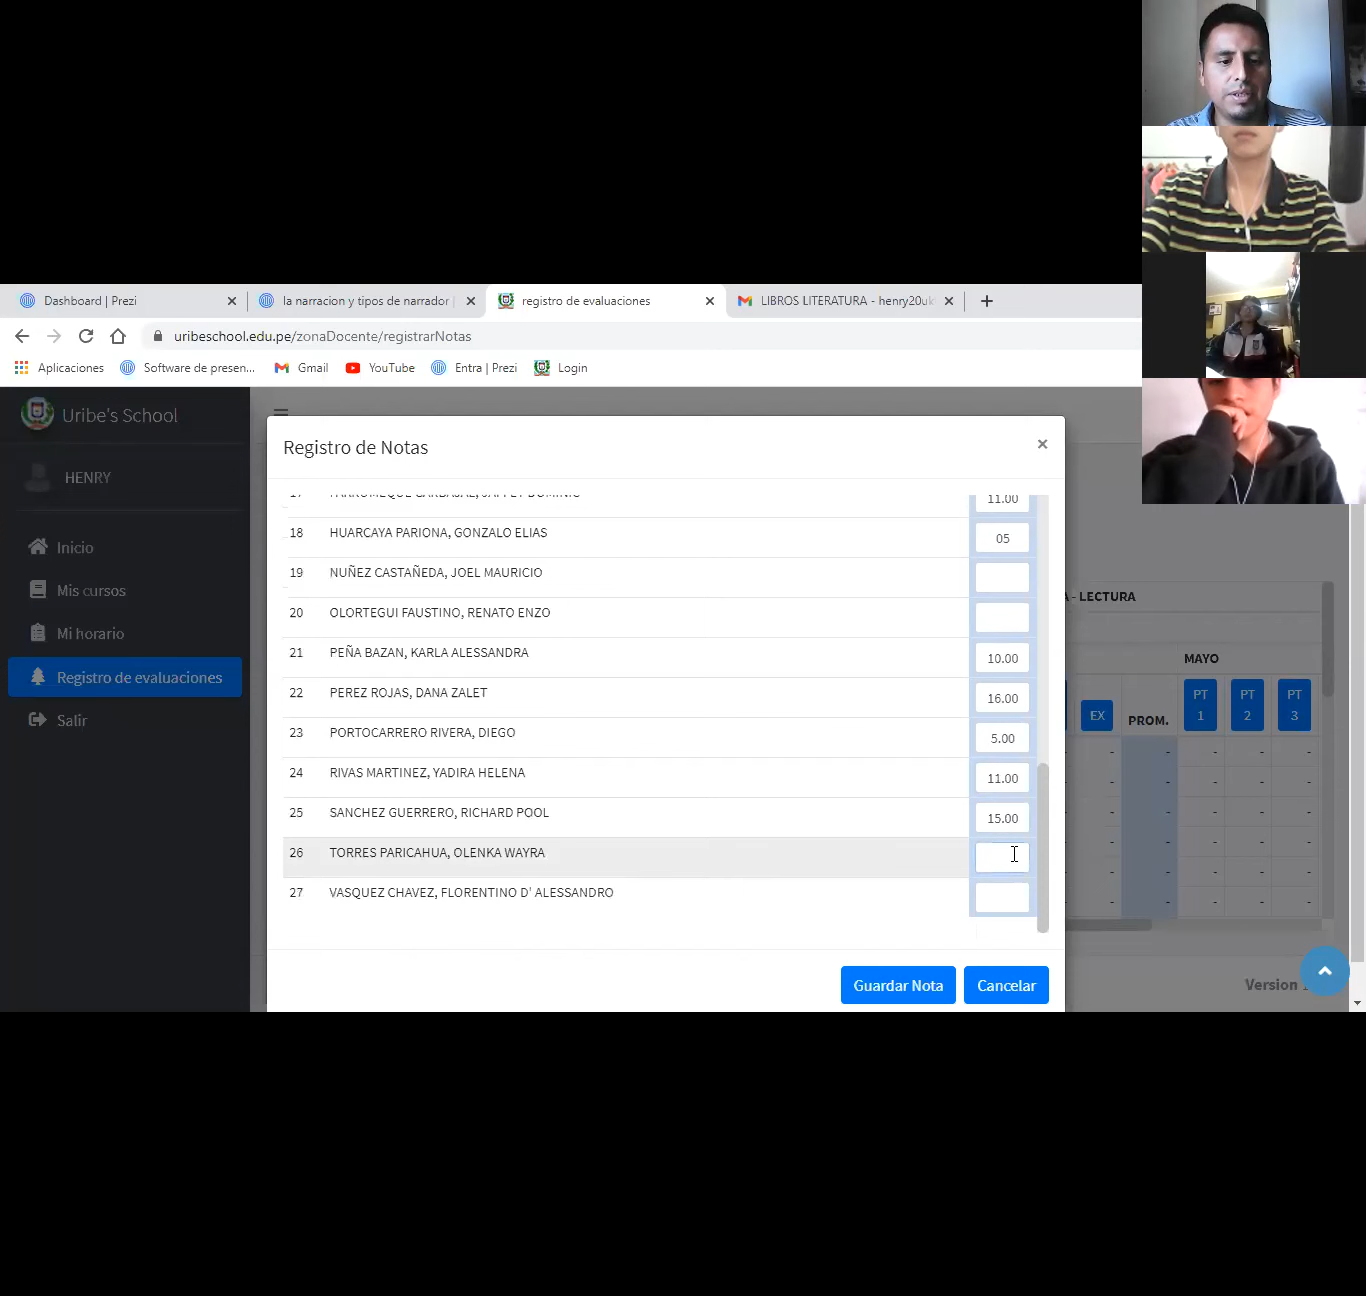 Dashboard | Prezi
la narracion y tipos de narrador |
registro de evaluaciones
LIBROS LITERATURA - henry20uk
uribeschool.edu.pe/zonaDocente/registrarNotas
Aplicaciones
Software de presen...
Gmail
YouTube
Entra | Prezi
Login
Uribe's School
HENRY
Inicio
Mis cursos
Mi horario
Registro de evaluaciones
Salir
Registro de Notas
×
17 11.00
18 HUARCAYA PARIONA, GONZALO ELIAS 05
19 NUÑEZ CASTAÑEDA, JOEL MAURICIO
20 OLORTEGUI FAUSTINO, RENATO ENZO
21 PEÑA BAZAN, KARLA ALESSANDRA 10.00
22 PEREZ ROJAS, DANA ZALET 16.00
23 PORTOCARRERO RIVERA, DIEGO 5.00
24 RIVAS MARTINEZ, YADIRA HELENA 11.00
25 SANCHEZ GUERRERO, RICHARD POOL 15.00
26 TORRES PARICAHUA, OLENKA WAYRA
27 VASQUEZ CHAVEZ, FLORENTINO D' ALESSANDRO
Guardar Nota
Cancelar
- LECTURA
MAYO
EX
PROM.
PT 1
PT 2
PT 3
Version